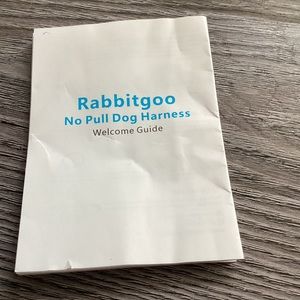 Rabbitgoo
No Pull Dog Harness
Welcome Guide